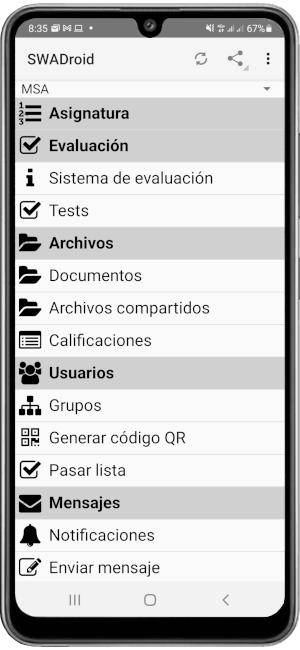 8:35
67%
SWADroid
MSA
Asignatura
Evaluación
Sistema de evaluación
Tests
Archivos
Documentos
Archivos compartidos
Calificaciones
Usuarios
Grupos
Generar código QR
Pasar lista
Mensajes
Notificaciones
Enviar mensaje